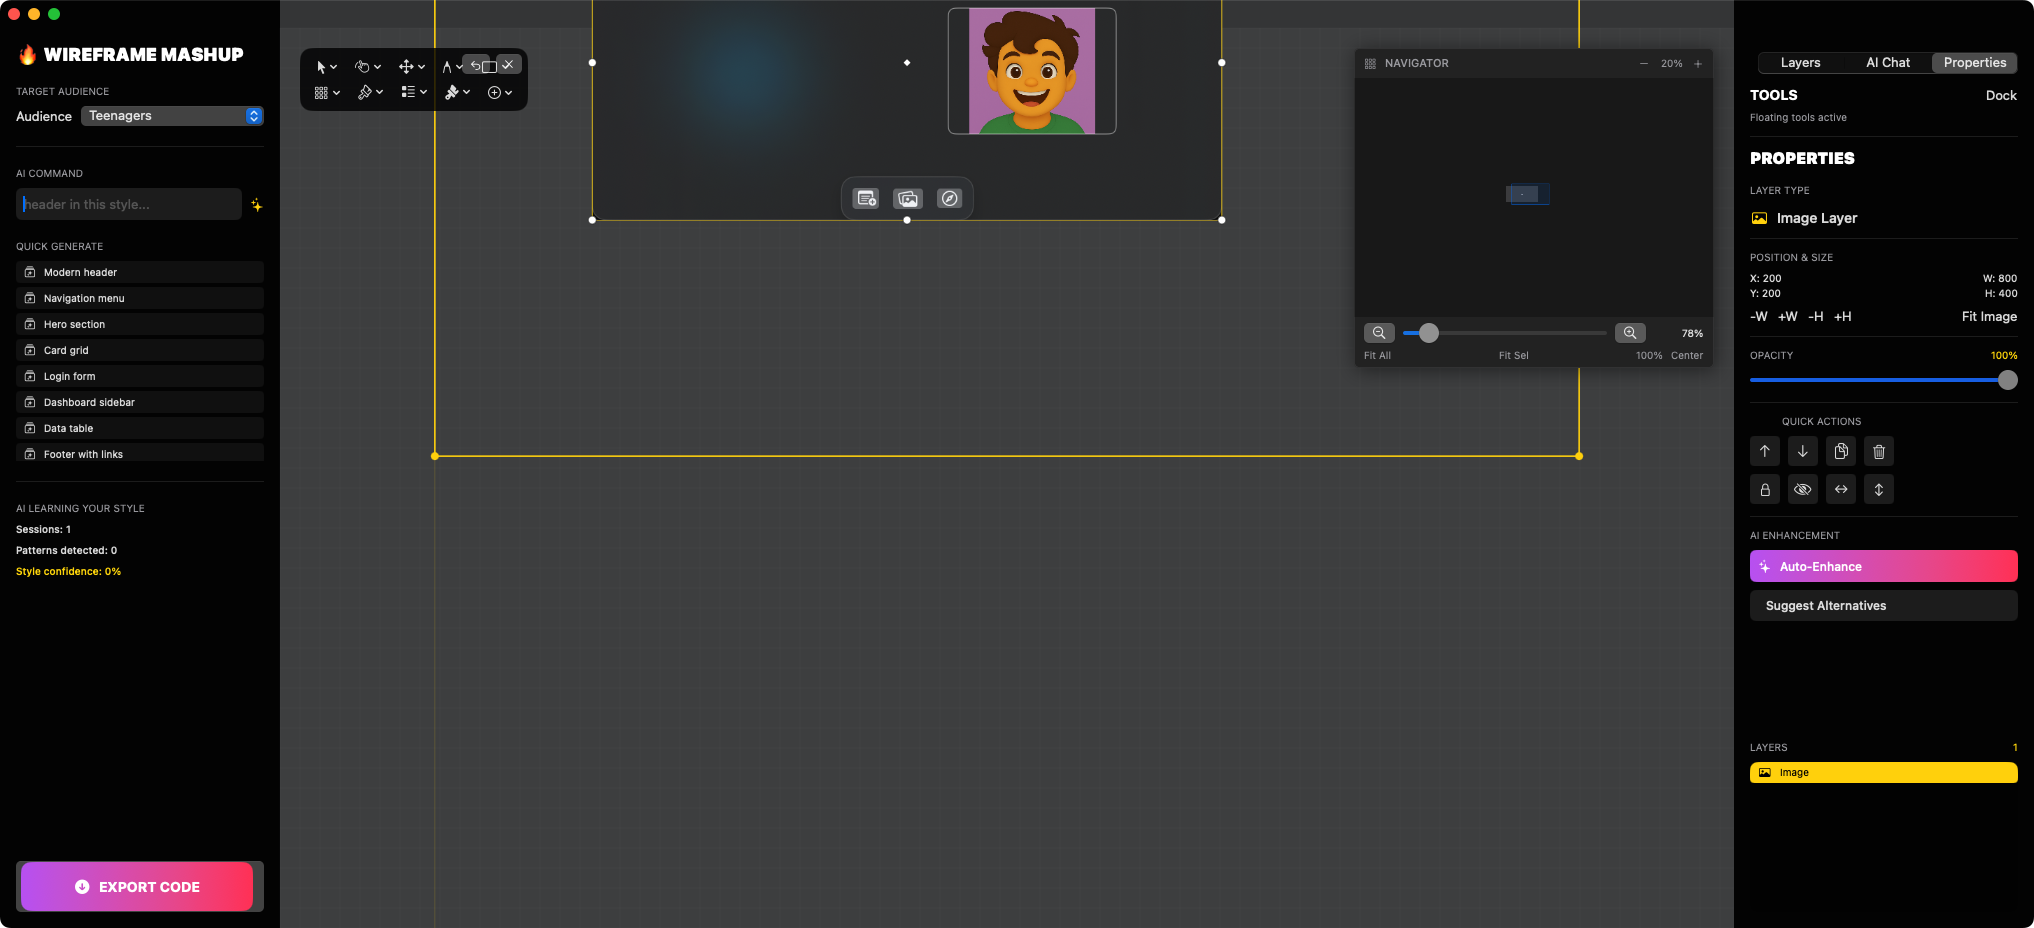 WIREFRAME MASHUP
TARGET AUDIENCE
Audience
Teenagers
AI COMMAND
header in this style...
QUICK GENERATE
Modern header
Navigation menu
Hero section
Card grid
Login form
Dashboard sidebar
Data table
Footer with links
AI LEARNING YOUR STYLE
Sessions: 1
Patterns detected: 0
Style confidence: 0%
EXPORT CODE
NAVIGATOR
20%
78%
Fit All
Fit Sel
100%
Center
Layers
AI Chat
Properties
TOOLS
Dock
Floating tools active
PROPERTIES
LAYER TYPE
Image Layer
POSITION & SIZE
X: 200
W: 800
Y: 200
H: 400
-W +W -H +H
Fit Image
OPACITY
100%
QUICK ACTIONS
AI ENHANCEMENT
Auto-Enhance
Suggest Alternatives
LAYERS
1
Image